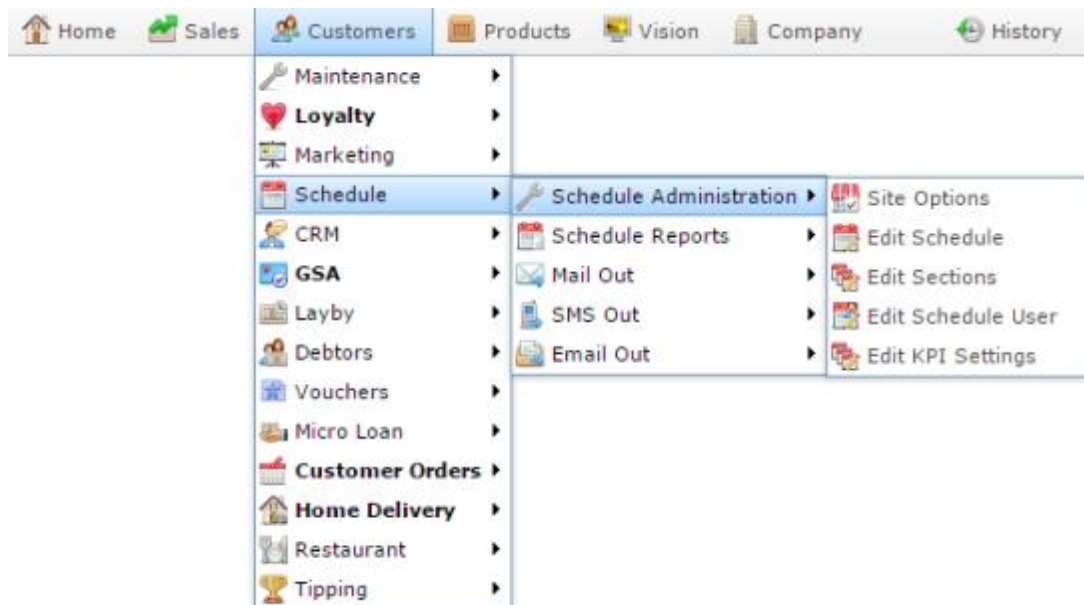 Home Sales Customers Products Vision Company History
Maintenance
Loyalty
Marketing
Schedule Schedule Administration Site Options
CRM Schedule Reports Edit Schedule
GSA Mail Out Edit Sections
Layby SMS Out Edit Schedule User
Debtors Email Out Edit KPI Settings
Vouchers
Micro Loan
Customer Orders
Home Delivery
Restaurant
Tipping